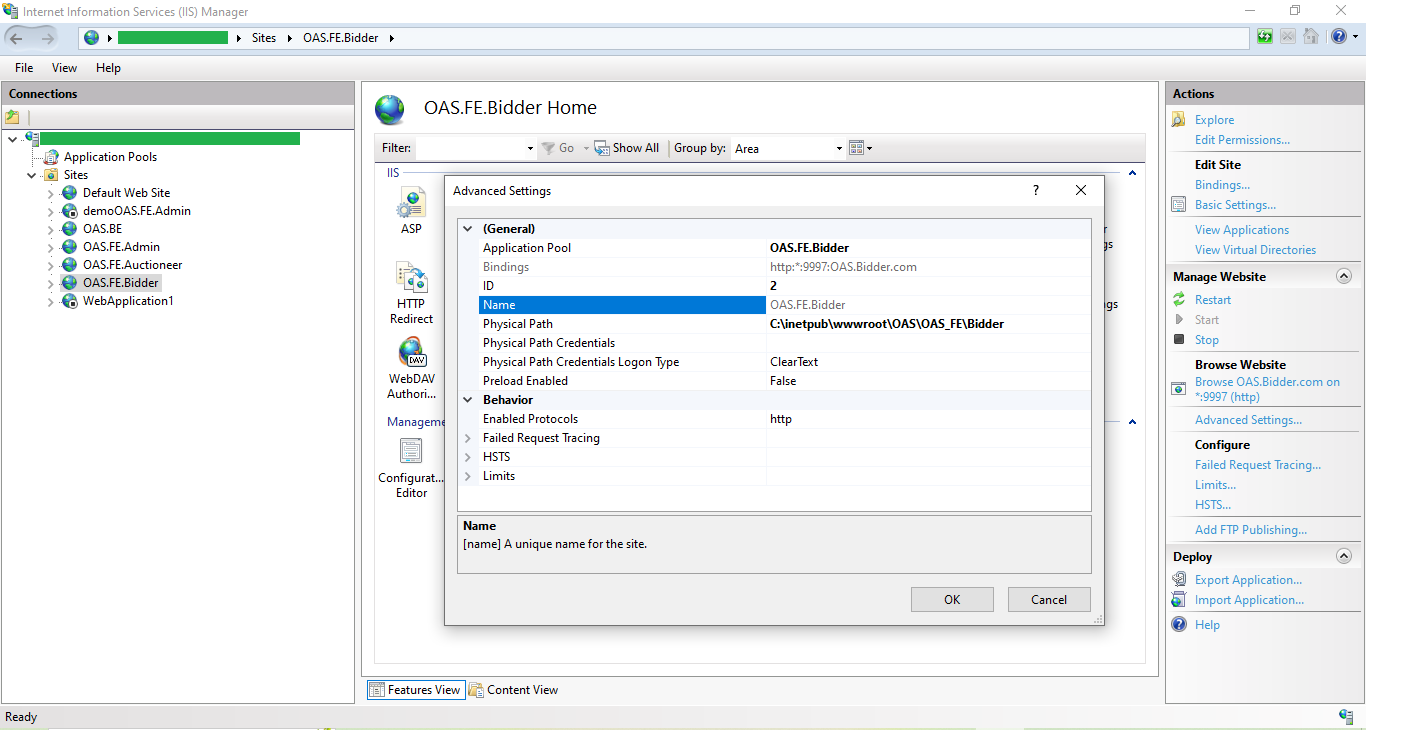 Internet Information Services (IIS) Manager
Sites OAS.FE.Bidder
File View Help
Connections
Application Pools
Sites
Default Web Site
demoOAS.FE.Admin
OAS.BE
OAS.FE.Admin
OAS.FE.Auctioneer
OAS.FE.Bidder
WebApplication1
OAS.FE.Bidder Home
Filter: Go Show All Group by: Area
IIS
ASP
HTTP
Redirect
WebDAV
Authori...
Manageme
Configurat...
Editor
r
gs
ngs
Advanced Settings
?
(General)
Application Pool OAS.FE.Bidder
Bindings http:*:9997:OAS.Bidder.com
ID 2
Name OAS.FE.Bidder
Physical Path C:\inetpub\wwwroot\OAS\OAS_FE\Bidder
Physical Path Credentials
Physical Path Credentials Logon Type ClearText
Preload Enabled False
Behavior
Enabled Protocols http
Failed Request Tracing
HSTS
Limits
Name
[name] A unique name for the site.
OK Cancel
Features View Content View
Actions
Explore
Edit Permissions...
Edit Site
Bindings...
Basic Settings...
View Applications
View Virtual Directories
Manage Website
Restart
Start
Stop
Browse Website
Browse OAS.Bidder.com on
*:9997 (http)
Advanced Settings...
Configure
Failed Request Tracing...
Limits...
HSTS...
Add FTP Publishing...
Deploy
Export Application...
Import Application...
Help
Ready